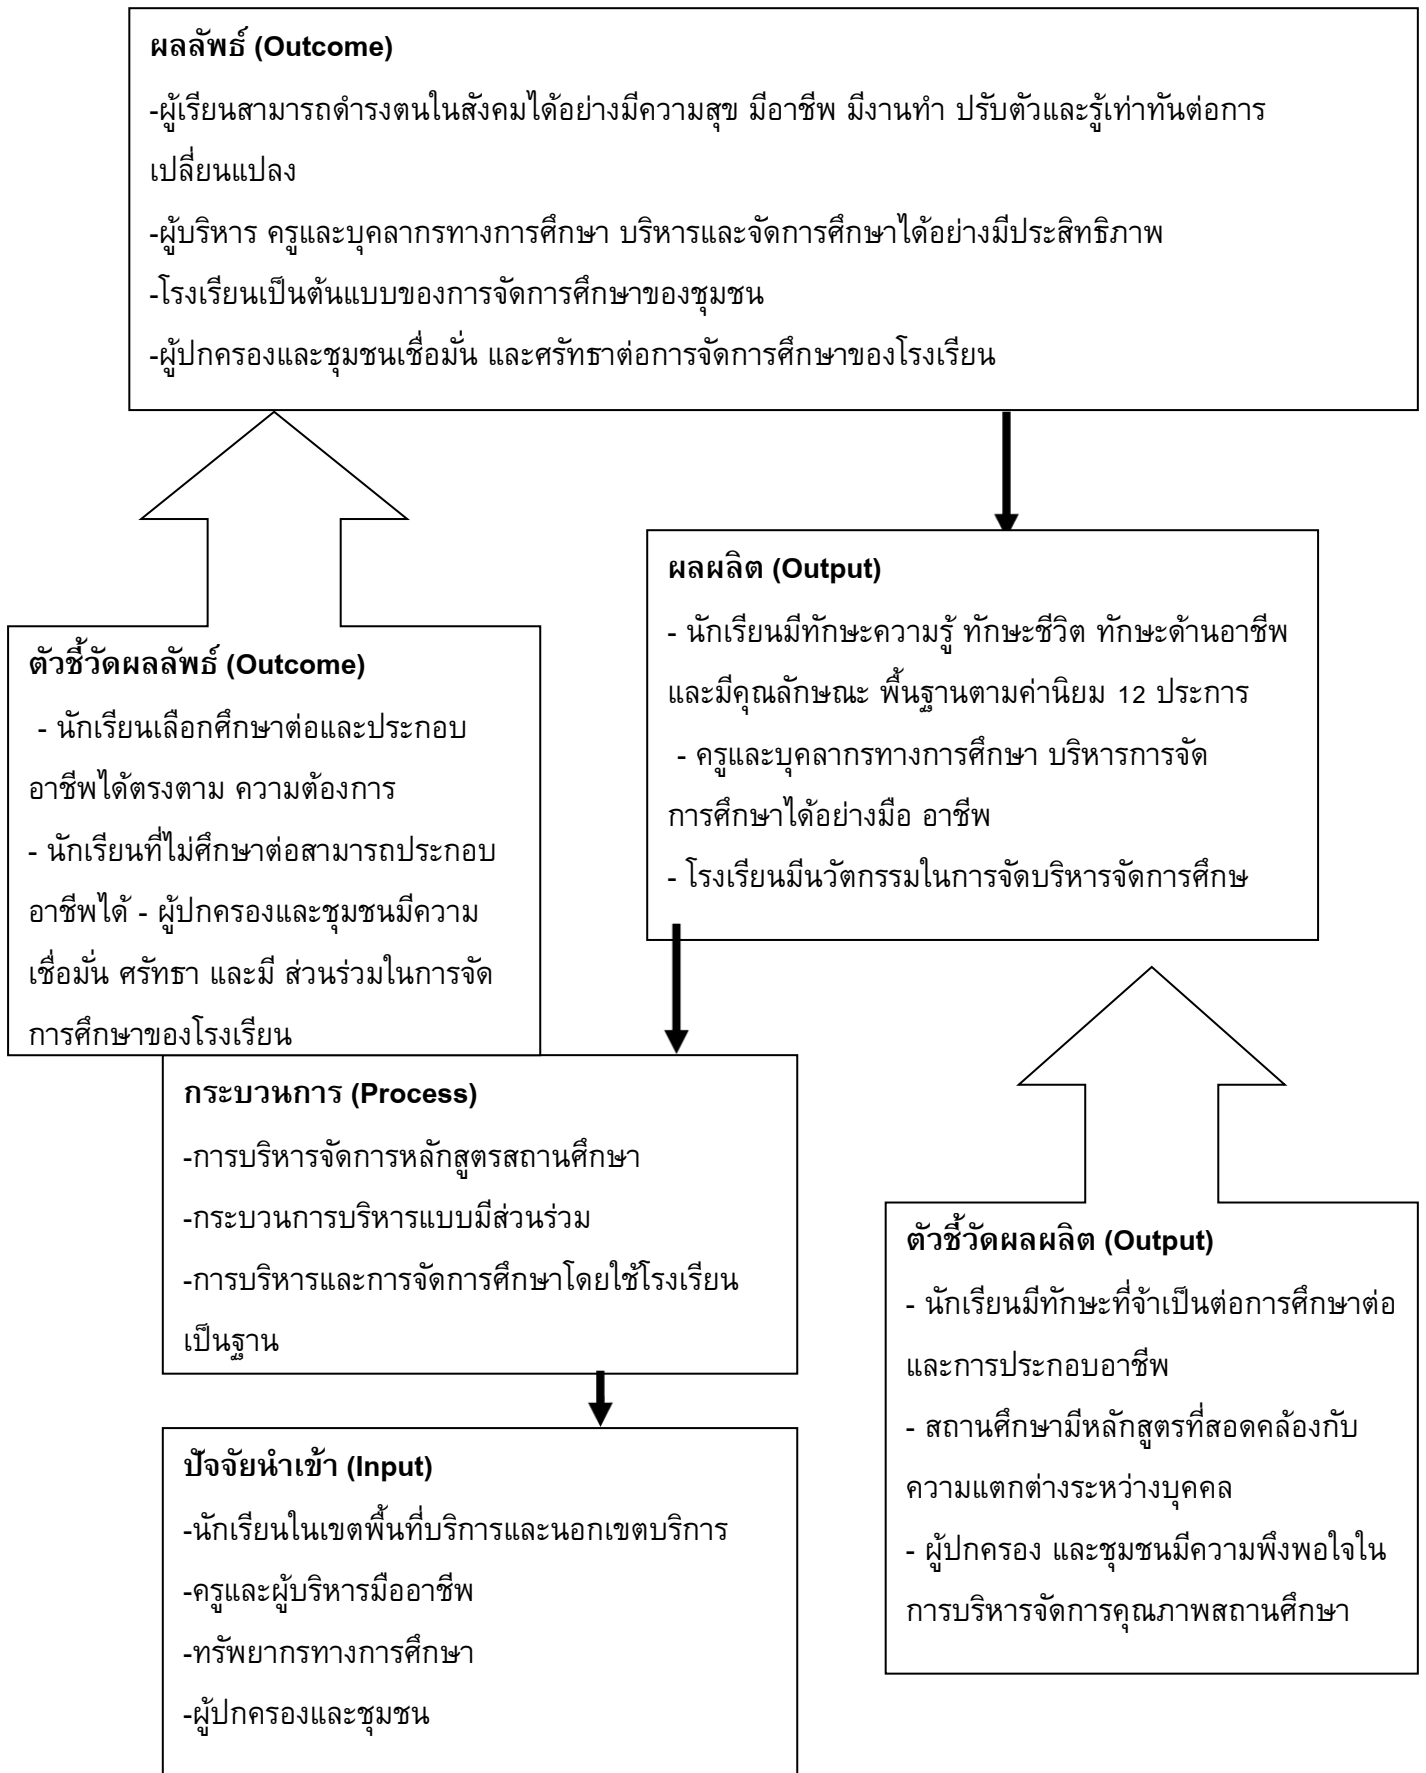 ผลลัพธ์ (Outcome)
-ผู้เรียนสามารถดำรงตนในสังคมได้อย่างมีความสุข มีอาชีพ มีงานทำ ปรับตัวและรู้เท่าทันต่อการ
เปลี่ยนแปลง
-ผู้บริหาร ครูและบุคลากรทางการศึกษา บริหารและจัดการศึกษาได้อย่างมีประสิทธิภาพ
-โรงเรียนเป็นต้นแบบของการจัดการศึกษาของชุมชน
-ผู้ปกครองและชุมชนเชื่อมั่น และศรัทธาต่อการจัดการศึกษาของโรงเรียน
ผลผลิต (Output)
- นักเรียนมีทักษะความรู้ ทักษะชีวิต ทักษะด้านอาชีพ
และมีคุณลักษณะ พื้นฐานตามค่านิยม 12 ประการ
- ครูและบุคลากรทางการศึกษา บริหารการจัด
การศึกษาได้อย่างมือ อาชีพ
- โรงเรียนมีนวัตกรรมในการจัดบริหารจัดการศึกษ
ตัวชี้วัดผลลัพธ์ (Outcome)
- นักเรียนเลือกศึกษาต่อและประกอบ
อาชีพได้ตรงตาม ความต้องการ
- นักเรียนที่ไม่ศึกษาต่อสามารถประกอบ
อาชีพได้ - ผู้ปกครองและชุมชนมีความ
เชื่อมั่น ศรัทธา และมี ส่วนร่วมในการจัด
การศึกษาของโรงเรียน
กระบวนการ (Process)
-การบริหารจัดการหลักสูตรสถานศึกษา
-กระบวนการบริหารแบบมีส่วนร่วม
-การบริหารและการจัดการศึกษาโดยใช้โรงเรียน
เป็นฐาน
ตัวชี้วัดผลผลิต (Output)
- นักเรียนมีทักษะที่จ้าเป็นต่อการศึกษาต่อ
และการประกอบอาชีพ
- สถานศึกษามีหลักสูตรที่สอดคล้องกับ
ความแตกต่างระหว่างบุคคล
- ผู้ปกครอง และชุมชนมีความพึงพอใจใน
การบริหารจัดการคุณภาพสถานศึกษา
ปัจจัยนำเข้า (Input)
-นักเรียนในเขตพื้นที่บริการและนอกเขตบริการ
-ครูและผู้บริหารมืออาชีพ
-ทรัพยากรทางการศึกษา
-ผู้ปกครองและชุมชน